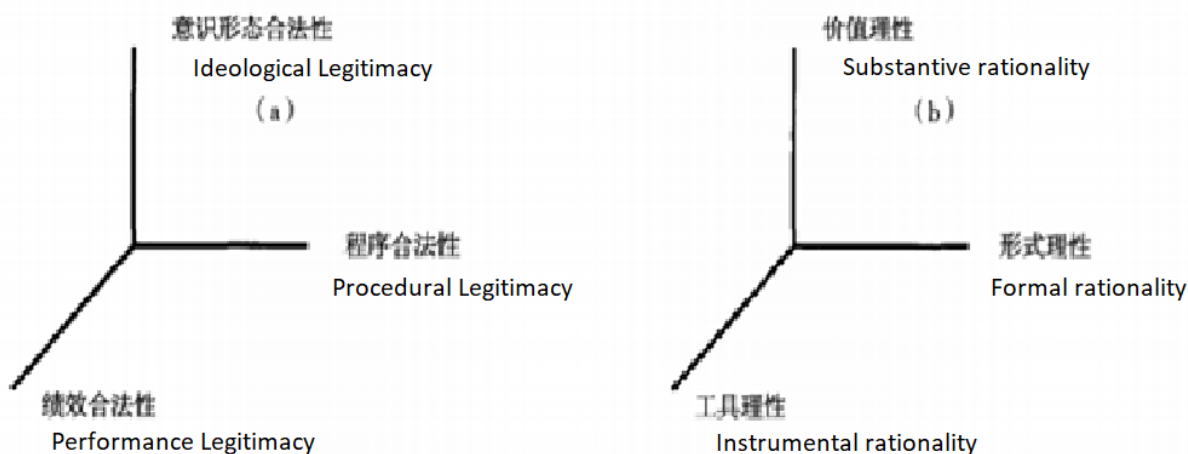 意识形态合法性
Ideological Legitimacy
(a)
程序合法性
Procedural Legitimacy
绩效合法性
Performance Legitimacy
价值理性
Substantive rationality
(b)
形式理性
Formal rationality
工具理性
Instrumental rationality